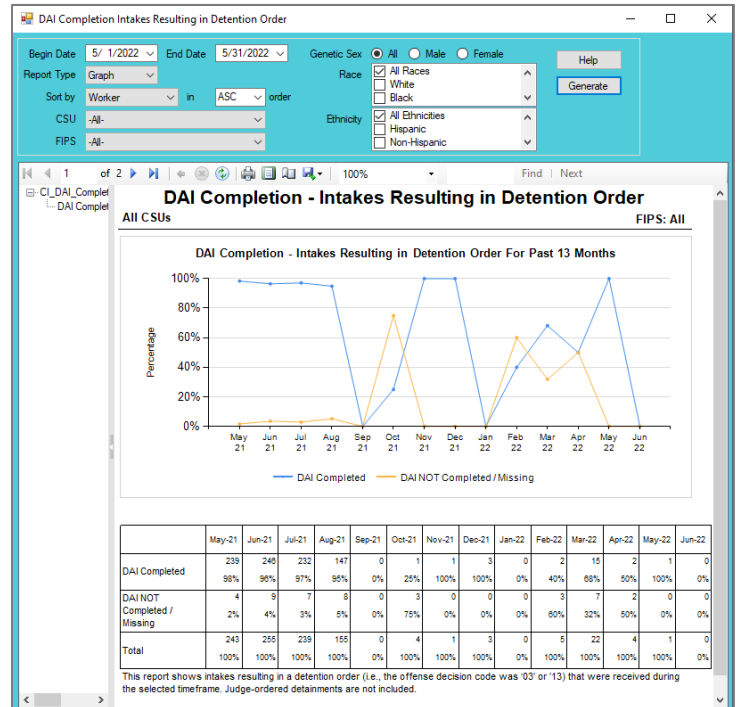 DAI Completion Intakes Resulting in Detention Order
Begin Date 5/ 1/2022 End Date 5/31/2022 Genetic Sex All Male Female Help
Report Type Graph Race All Races
White
Black
Generate
Sort by Worker in ASC order
CSU -All- Ethnicity All Ethnicities
Hispanic
Non-Hispanic
FIPS -All-
1 of 2 100% Find | Next
CI_DAI_Complet
DAI Complet
DAI Completion - Intakes Resulting in Detention Order
All CSUs FIPS: All
DAI Completion - Intakes Resulting in Detention Order For Past 13 Months
Percentage
100%
80%
60%
40%
20%
0%
May Jun Jul Aug Sep Oct Nov Dec Jan Feb Mar Apr May Jun
21 21 21 21 21 21 21 21 22 22 22 22 22 22
DAI Completed DAI NOT Completed / Missing
May-21 Jun-21 Jul-21 Aug-21 Sep-21 Oct-21 Nov-21 Dec-21 Jan-22 Feb-22 Mar-22 Apr-22 May-22 Jun-22
DAI Completed
239 246 232 147 0 1 1 3 0 2 15 2 1 0
98% 96% 97% 95% 0% 25% 100% 100% 0% 40% 68% 50% 100% 0%
DAI NOT
Completed /
Missing
4 9 7 8 0 3 0 0 0 3 7 2 0 0
2% 4% 3% 5% 0% 75% 0% 0% 0% 60% 32% 50% 0% 0%
Total
243 255 239 155 0 4 1 3 0 5 22 4 1 0
100% 100% 100% 100% 0% 100% 100% 100% 0% 100% 100% 100% 100% 0%
This report shows intakes resulting in a detention order (i.e., the offense decision code was '03' or '13) that were received during
the selected timeframe. Judge-ordered detainments are not included.